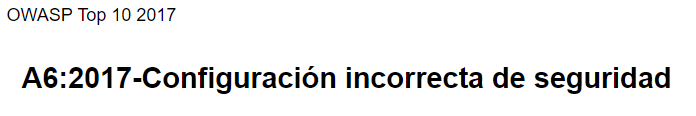 OWASP Top 10 2017
A6:2017-Configuración incorrecta de seguridad